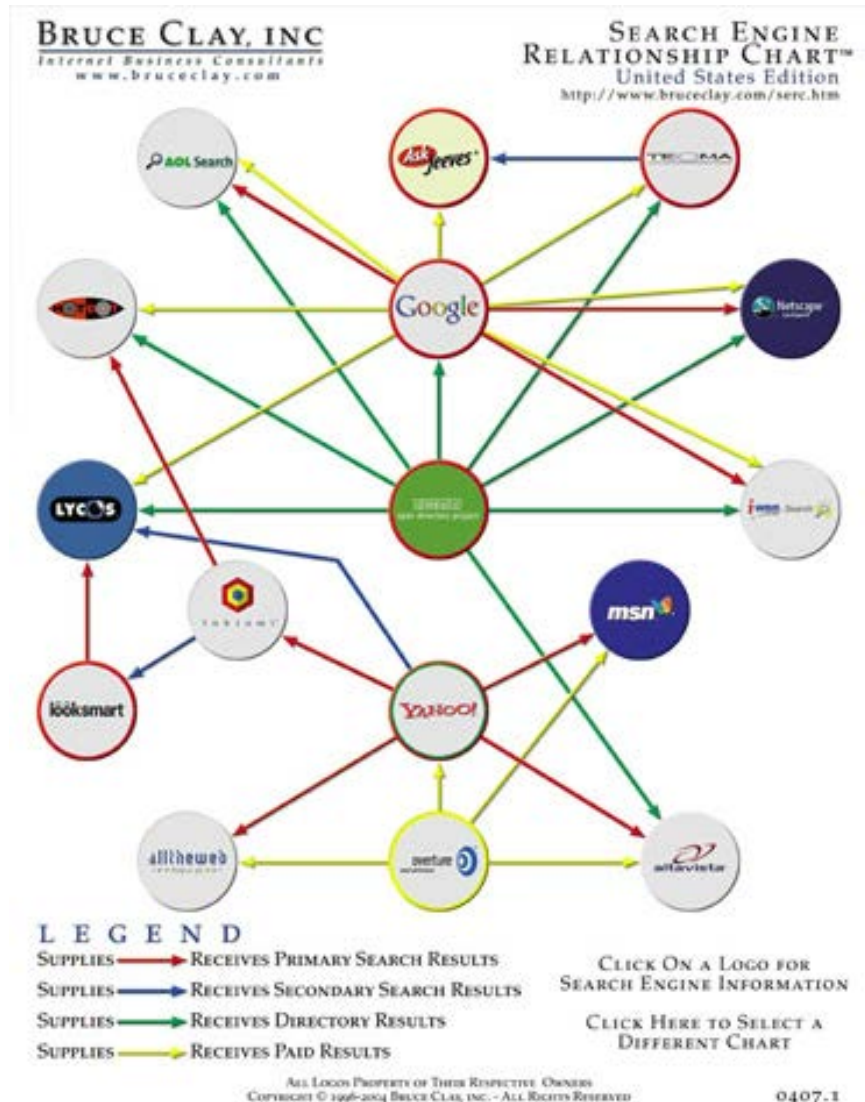 BRUCE CLAY, INC
Internet Business Consultants
www.bruceclay.com
SEARCH ENGINE
RELATIONSHIP CHART™
United States Edition
http://www.bruceclay.com/serc.htm
AOL Search
Ask Jeeves
TEOMA
Google
Netscape
LYCOS
open directory project
Search
msn
looksmart
YAHOO!
alltheweb
overture
altavista
LEGEND
SUPPLIES RECEIVES PRIMARY SEARCH RESULTS
SUPPLIES RECEIVES SECONDARY SEARCH RESULTS
SUPPLIES RECEIVES DIRECTORY RESULTS
SUPPLIES RECEIVES PAID RESULTS
CLICK ON A LOGO FOR
SEARCH ENGINE INFORMATION
CLICK HERE TO SELECT A
DIFFERENT CHART
ALL LOGOS PROPERTY OF THEIR RESPECTIVE OWNERS
COPYRIGHT © 1996-2004 BRUCE CLAY, INC. - ALL RIGHTS RESERVED
0407.1